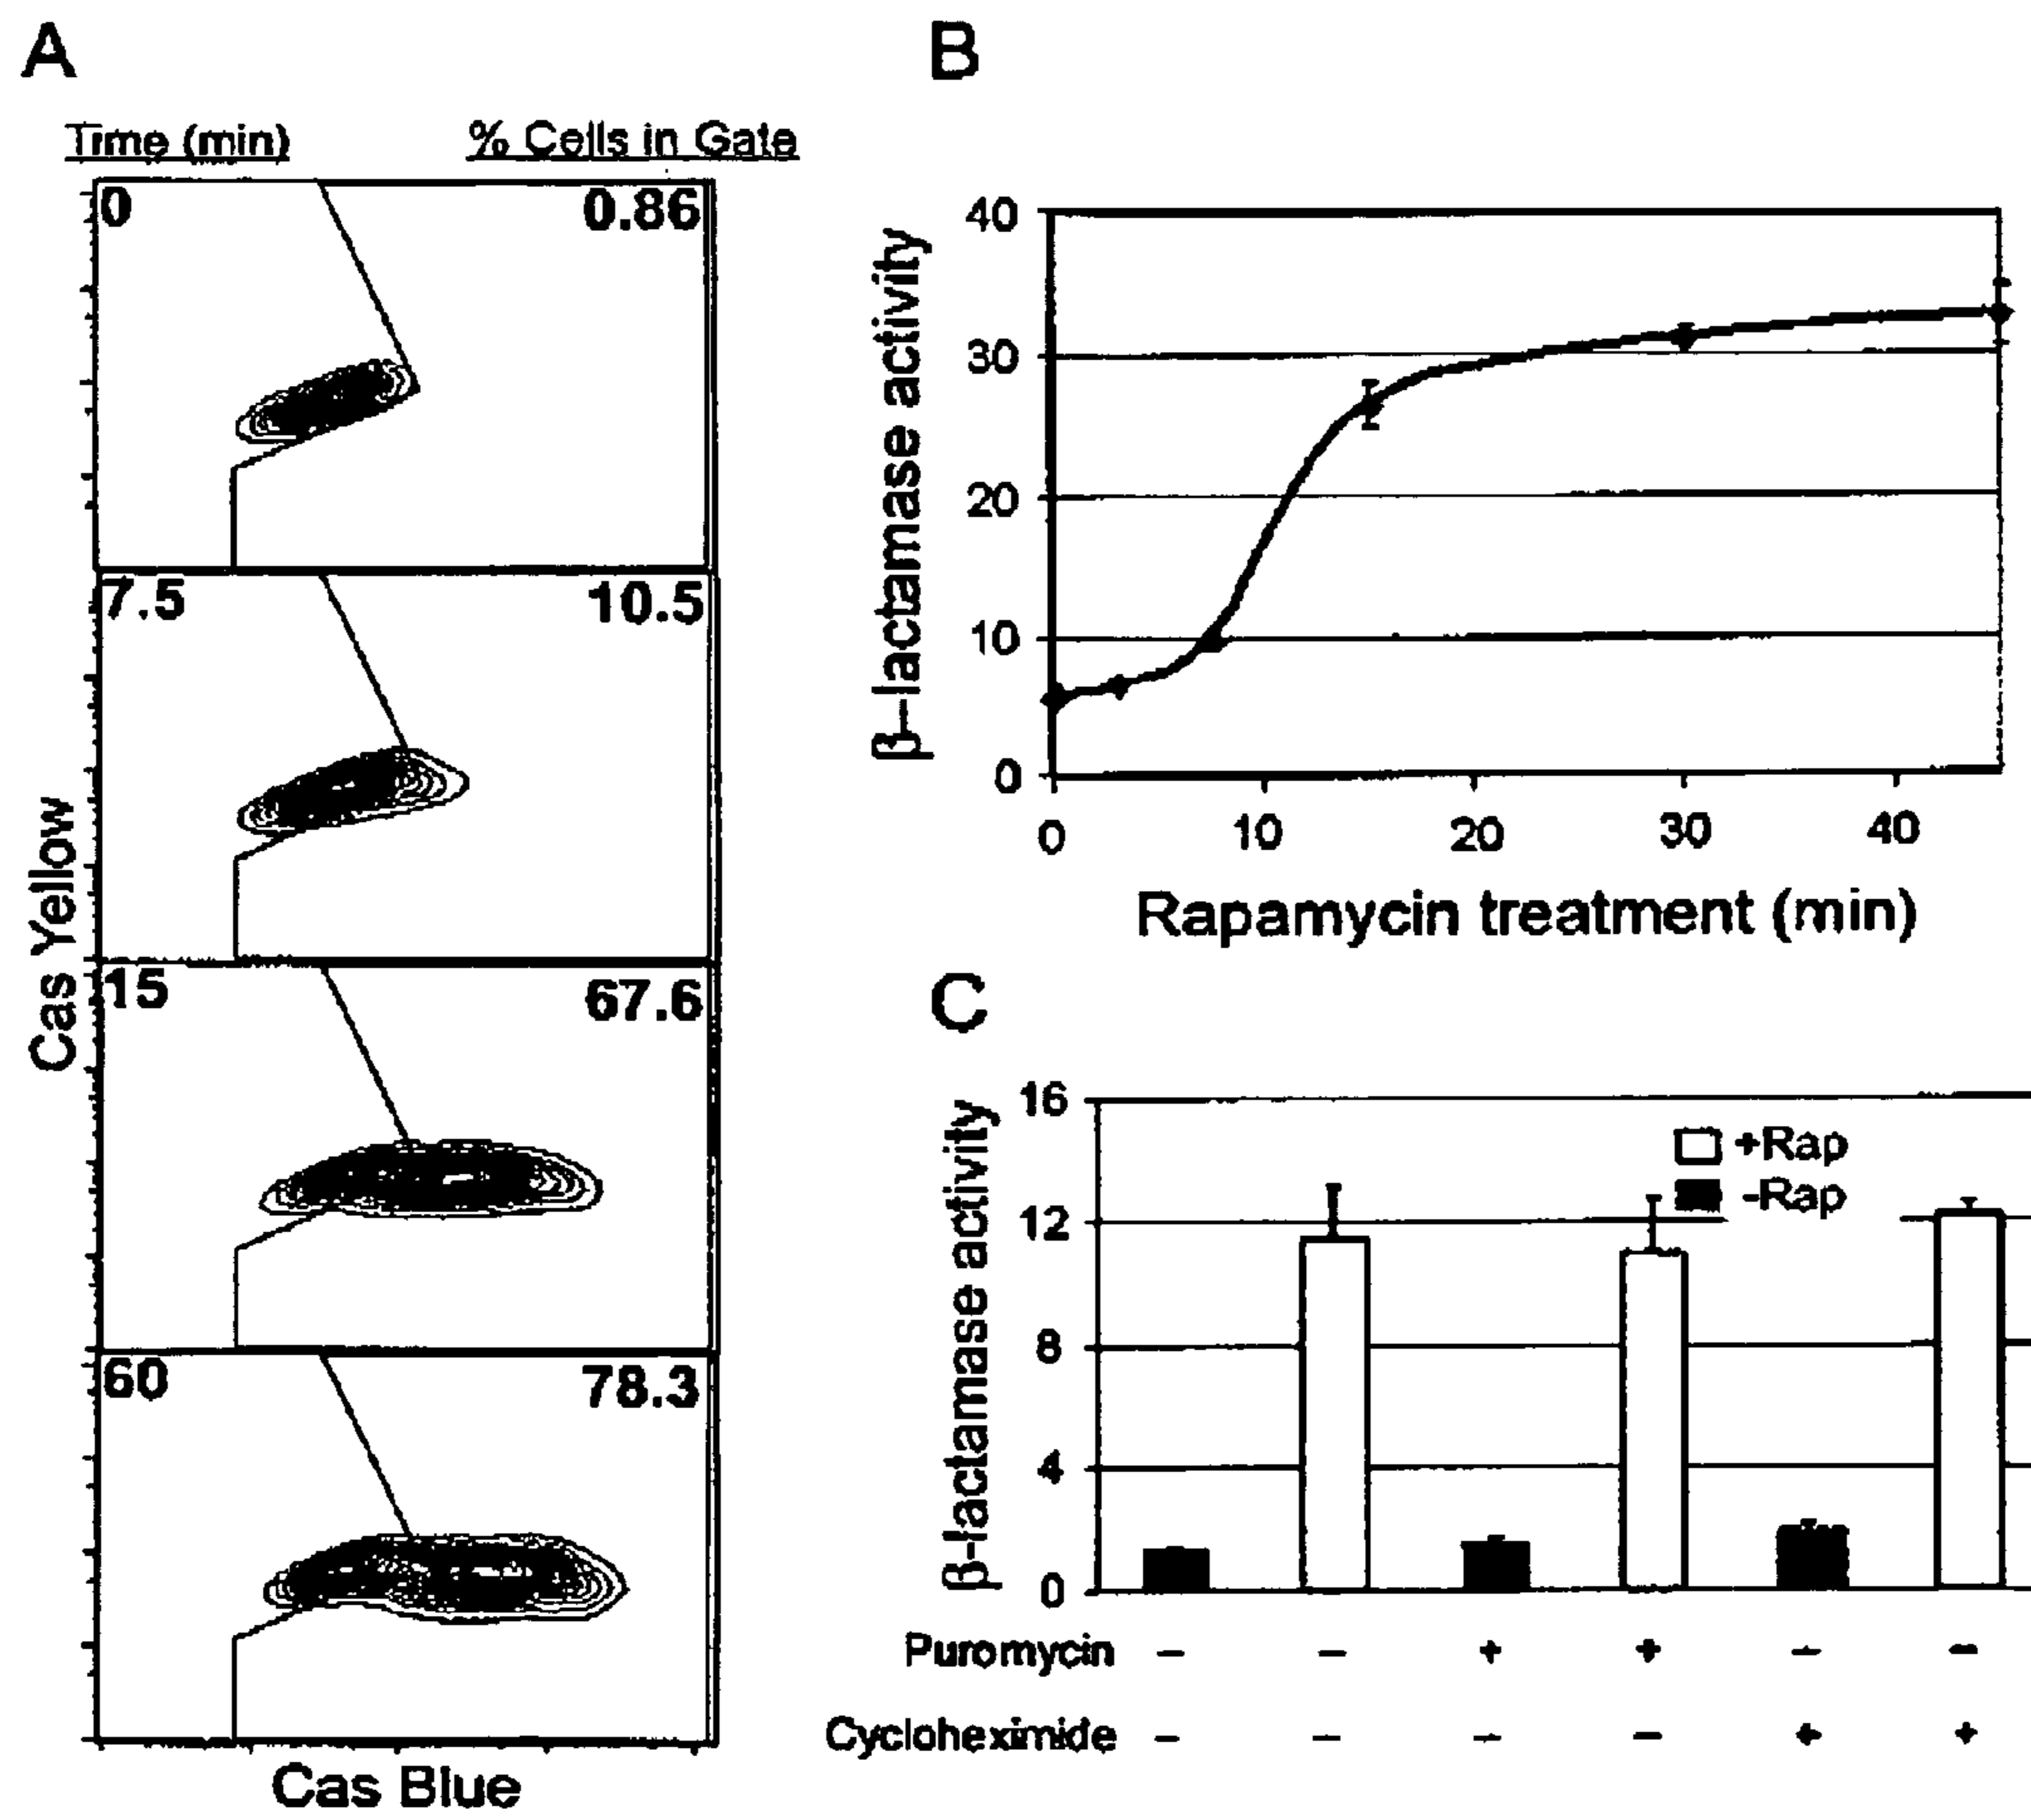 A
Time (min) % Cells in Gate
0 0.86
7.5 10.5
15 67.6
60 78.3
Cas Yellow
Cas Blue
B
β-lactamase activity
40
30
20
10
0
0 10 20 30 40
Rapamycin treatment (min)
C
β-lactamase activity
16
12
8
4
0
+Rap
-Rap
Puromycin – – + + – –
Cycloheximide – – – – + +